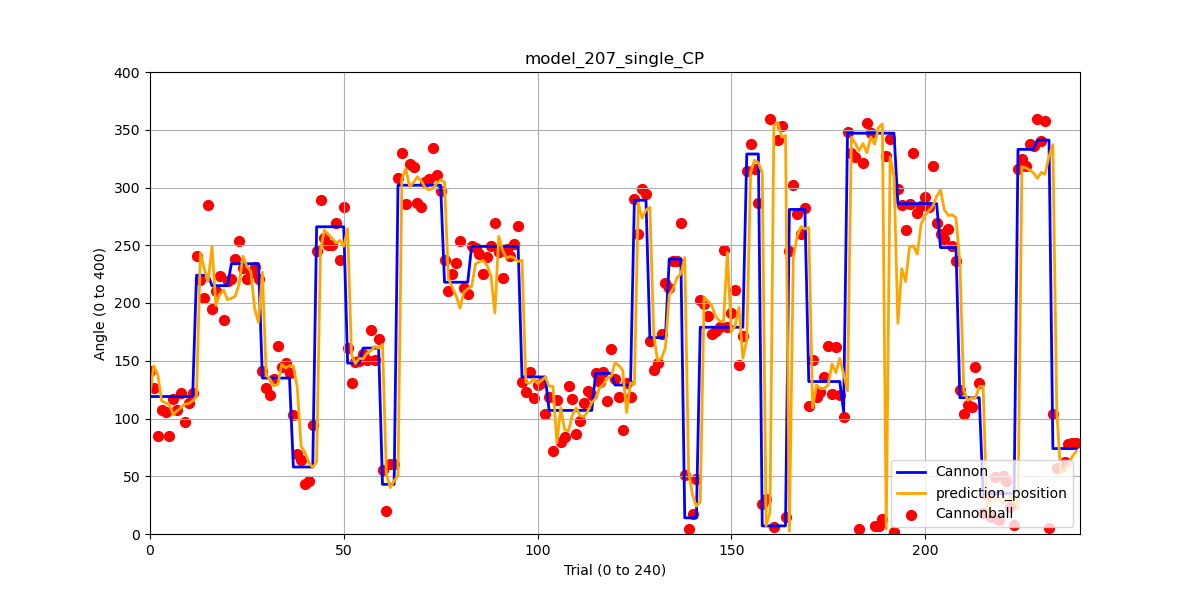 model_207_single_CP
400
350
300
250
200
150
100
50
0
Angle (0 to 400)
0 50 100 150 200
Trial (0 to 240)
Cannon
prediction_position
Cannonball